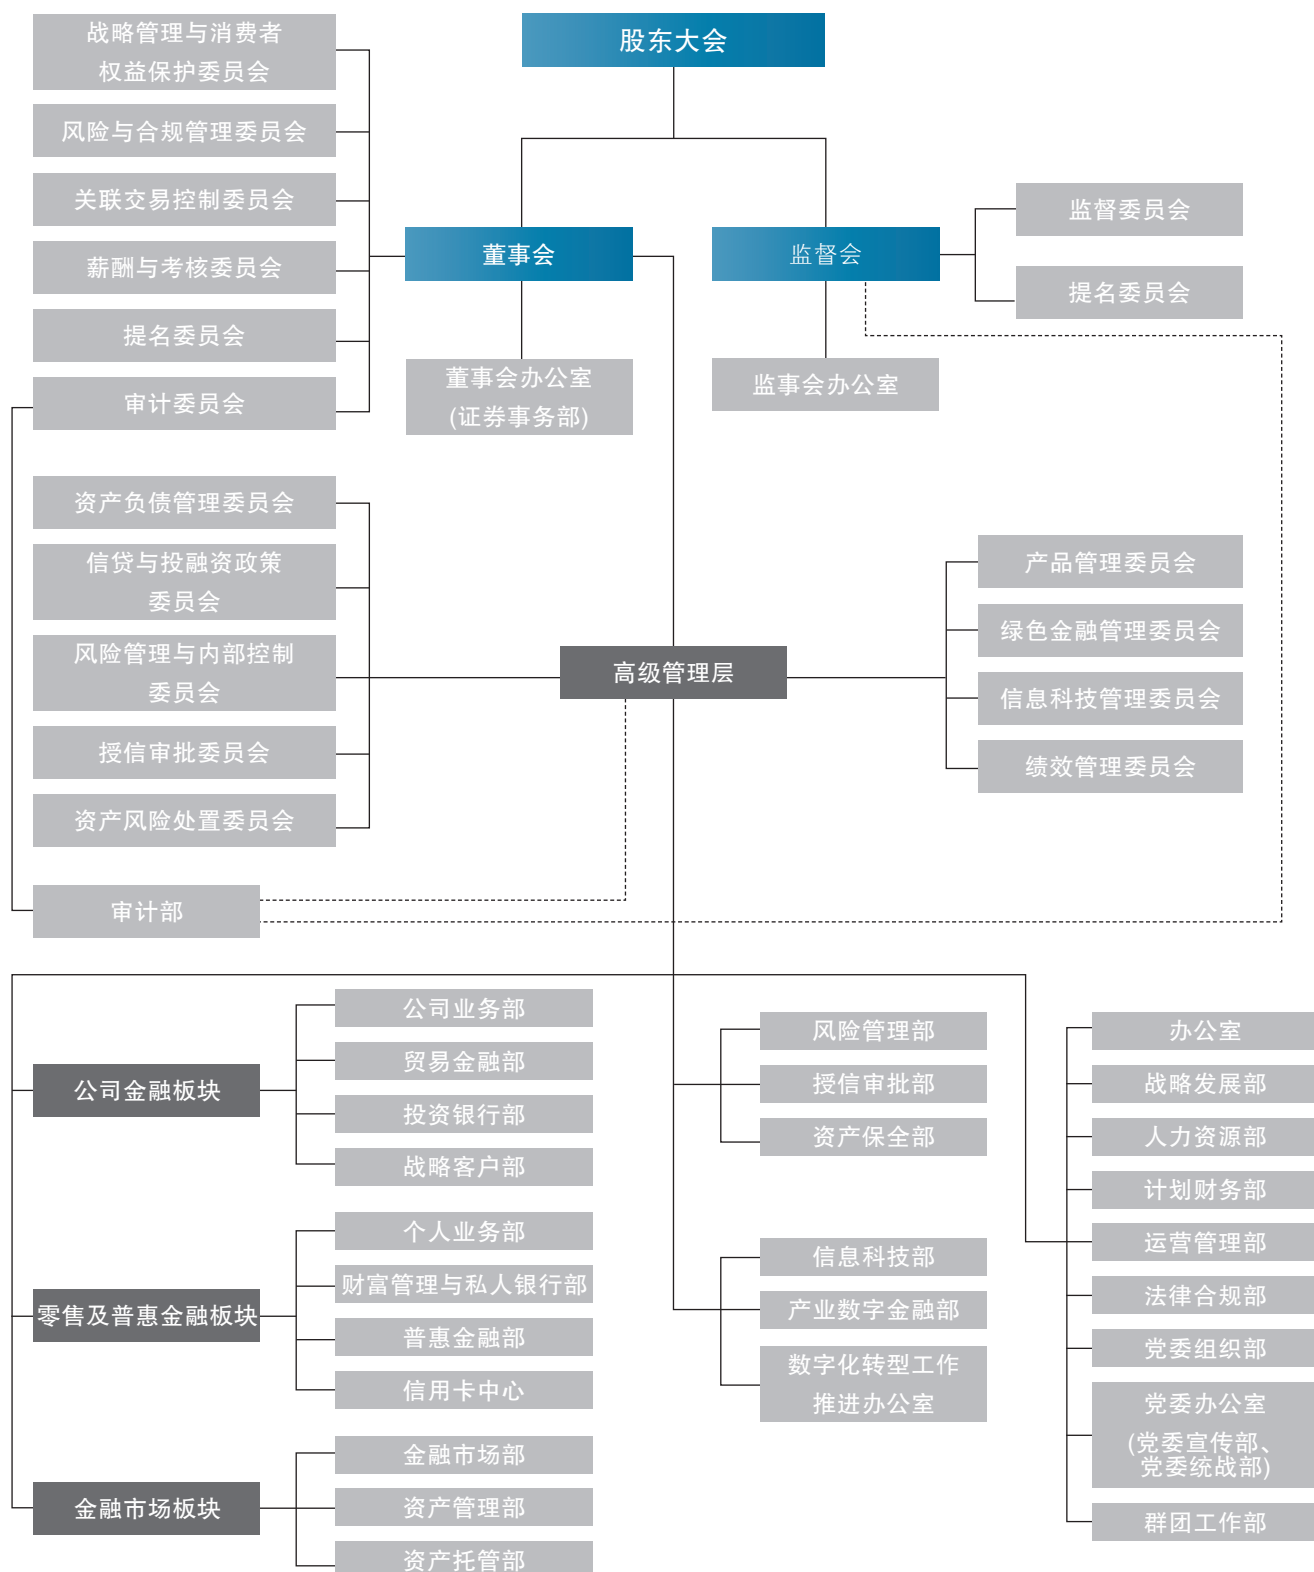 股东大会
战略管理与消费者
权益保护委员会
风险与合规管理委员会
关联交易控制委员会
薪酬与考核委员会
提名委员会
审计委员会
董事会
监督会
监督委员会
提名委员会
董事会办公室
(证券事务部)
监事会办公室
资产负债管理委员会
信贷与投融资政策
委员会
风险管理与内部控制
委员会
授信审批委员会
资产风险处置委员会
高级管理层
产品管理委员会
绿色金融管理委员会
信息科技管理委员会
绩效管理委员会
审计部
公司金融板块
公司业务部
贸易金融部
投资银行部
战略客户部
零售及普惠金融板块
个人业务部
财富管理与私人银行部
普惠金融部
信用卡中心
金融市场板块
金融市场部
资产管理部
资产托管部
风险管理部
授信审批部
资产保全部
信息科技部
产业数字金融部
数字化转型工作
推进办公室
办公室
战略发展部
人力资源部
计划财务部
运营管理部
法律合规部
党委组织部
党委办公室
(党委宣传部、
党委统战部)
群团工作部